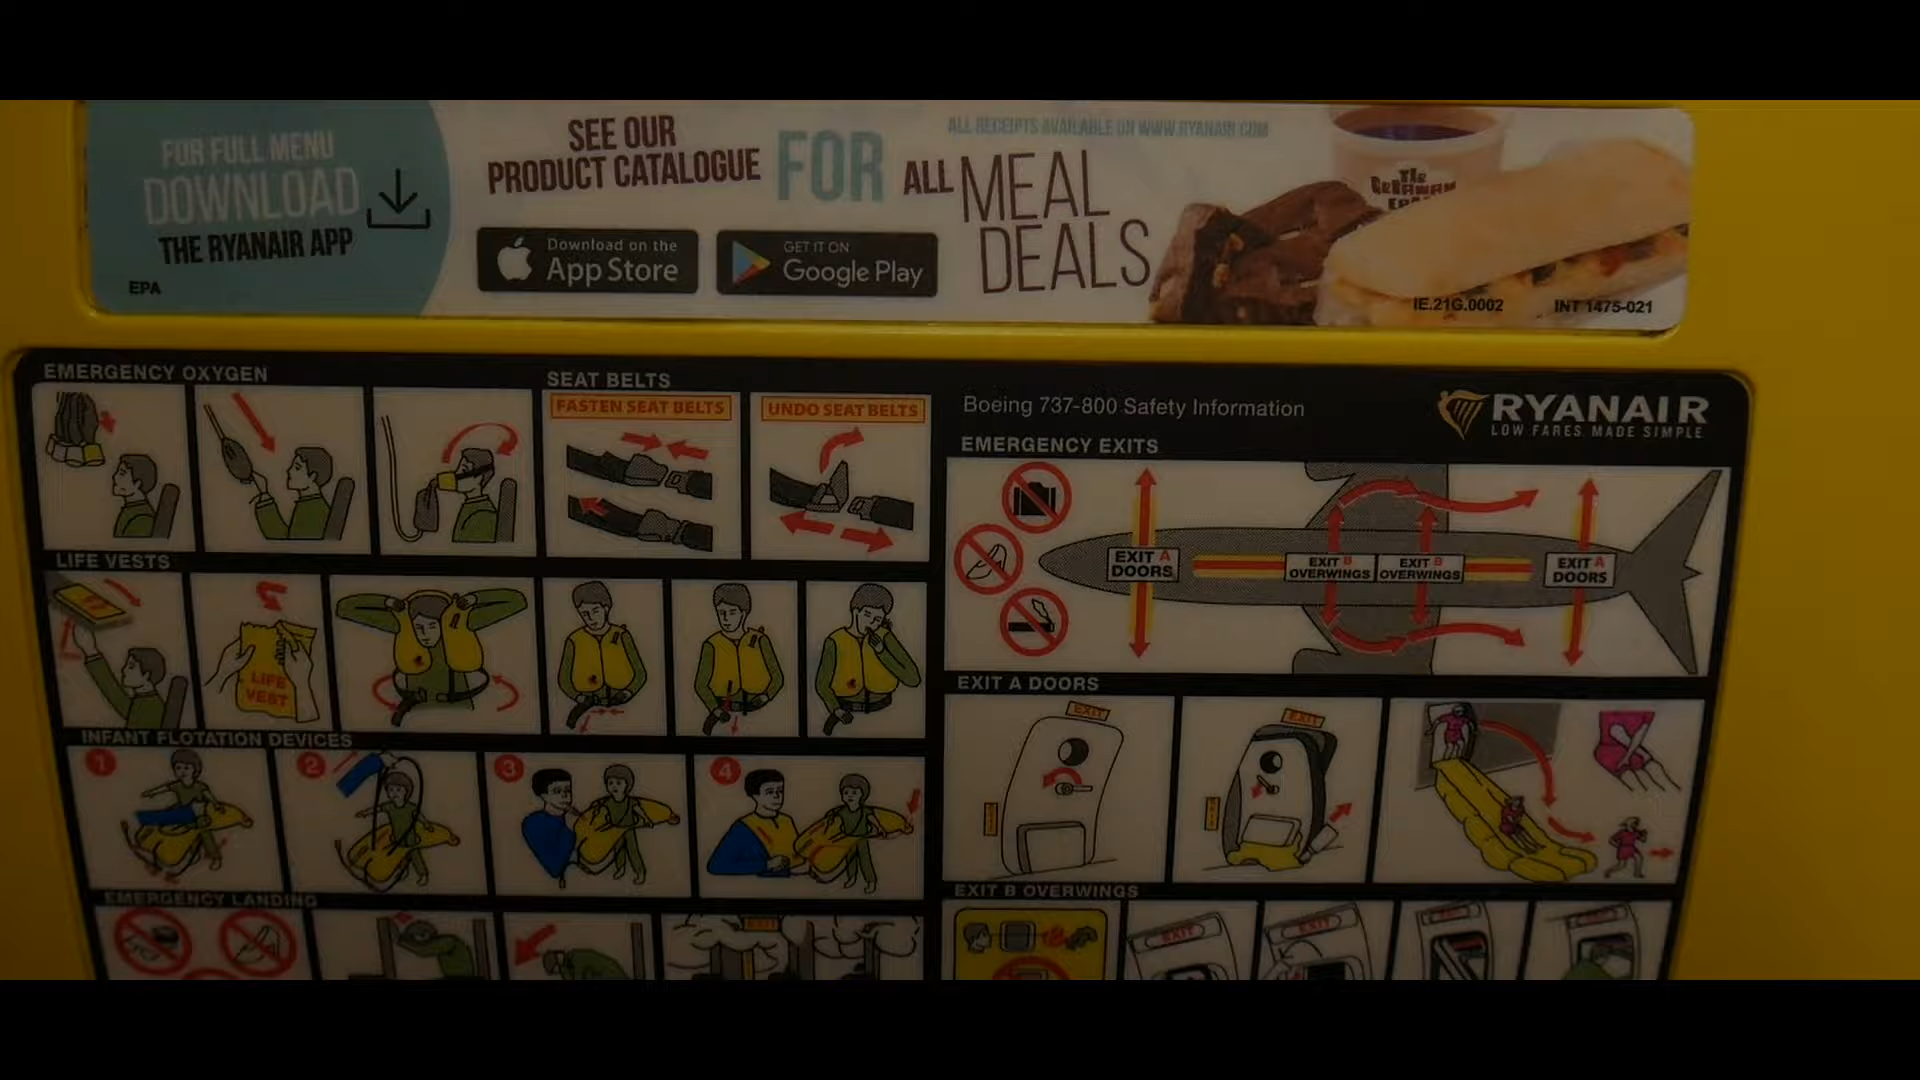 FOR FULL MENU
DOWNLOAD
THE RYANAIR APP
EPA
SEE OUR
PRODUCT CATALOGUE
FOR
ALL
MEAL
DEALS
ALL RECEIPTS AVAILABLE ON WWW.RYANAIR.COM
Download on the
App Store
GET IT ON
Google Play
IE.21G.0002
INT 1475-021
EMERGENCY OXYGEN
SEAT BELTS
FASTEN SEAT BELTS
UNDO SEAT BELTS
LIFE VESTS
LIFE
VEST
INFANT FLOTATION DEVICES
1
2
3
4
EMERGENCY LANDING
EXIT
Boeing 737-800 Safety Information
RYANAIR
LOW FARES. MADE SIMPLE
EMERGENCY EXITS
EXIT A
DOORS
EXIT B
OVERWINGS
EXIT B
OVERWINGS
EXIT A
DOORS
EXIT A DOORS
EXIT
EXIT
EXIT B OVERWINGS
EXIT
EXIT